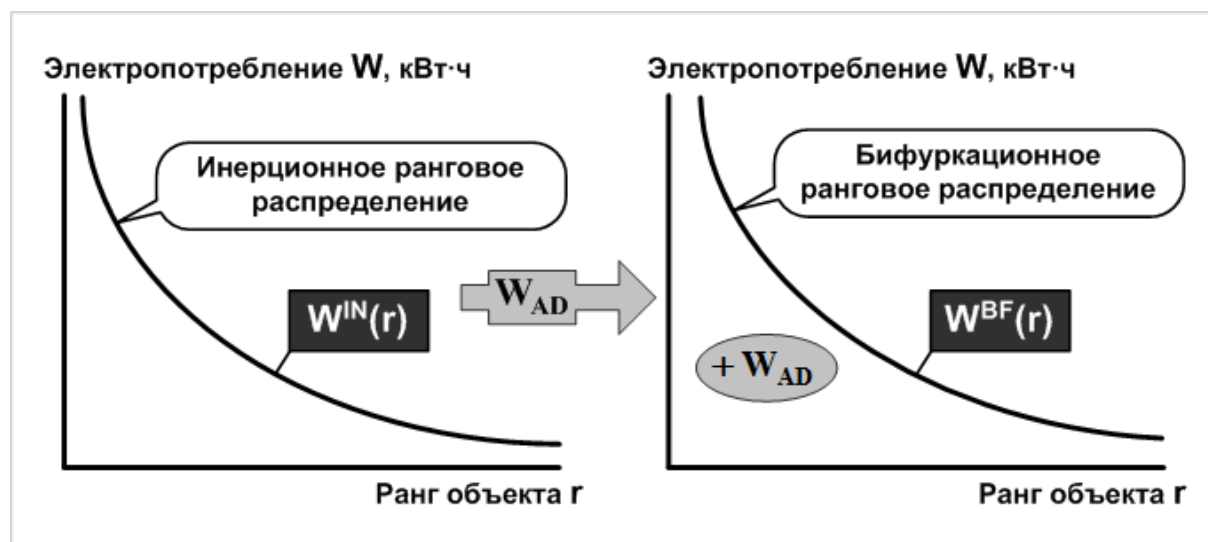 Электропотребление W, кВт·ч
Инерционное ранговое
распределение
W^IN(r)
Ранг объекта r
W_AD
Электропотребление W, кВт·ч
Бифуркационное
ранговое распределение
W^BF(r)
+ W_AD
Ранг объекта r